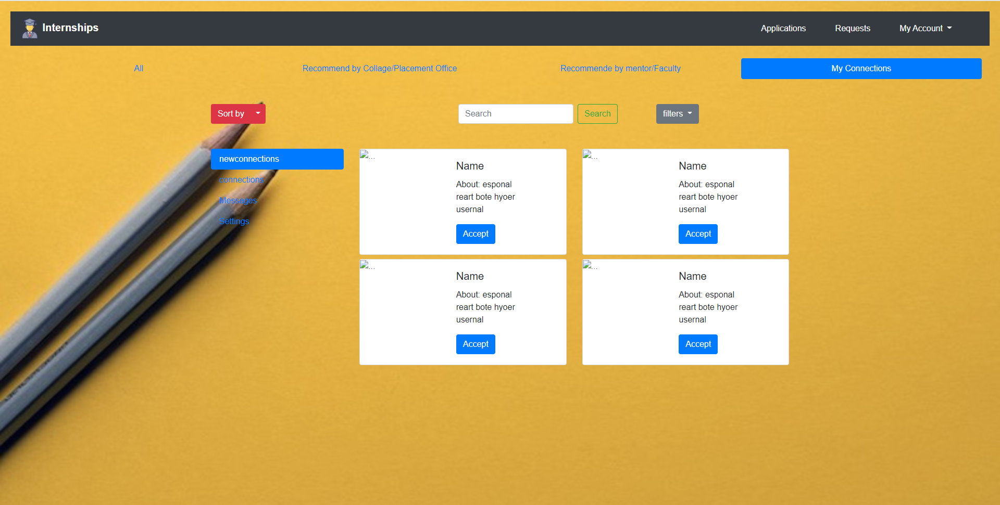 Internships
Applications
Requests
My Account
All
Recommend by Collage/Placement Office
Recommende by mentor/Faculty
My Connections
Sort by
Search
Search
filters
newconnections
connections
Messages
Settings
...
Name
About: esponal
reart bote hyoer
usernal
Accept
...
Name
About: esponal
reart bote hyoer
usernal
Accept
...
Name
About: esponal
reart bote hyoer
usernal
Accept
...
Name
About: esponal
reart bote hyoer
usernal
Accept